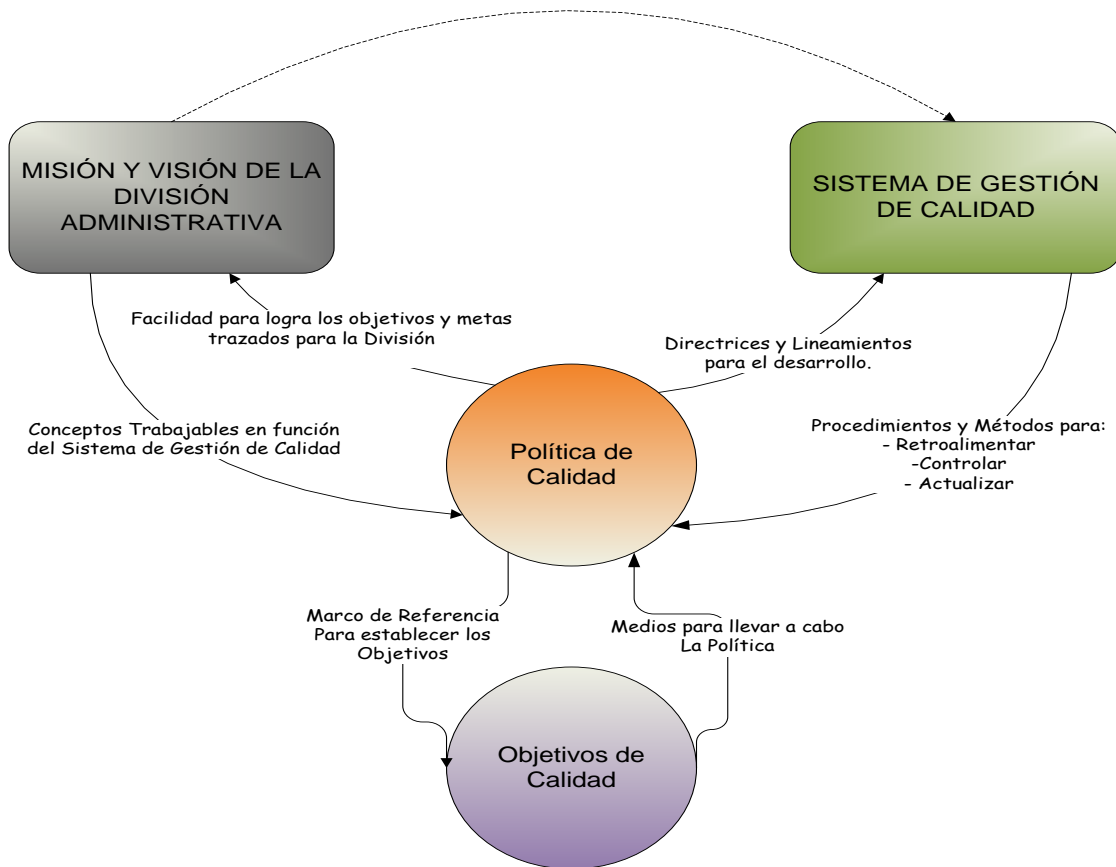 MISIÓN Y VISIÓN DE LA
DIVISIÓN
ADMINISTRATIVA
SISTEMA DE GESTIÓN
DE CALIDAD
Facilidad para logra los objetivos y metas
trazados para la División
Directrices y Lineamientos
para el desarrollo.
Conceptos Trabajables en función
del Sistema de Gestión de Calidad
Política de
Calidad
Procedimientos y Métodos para:
- Retroalimentar
-Controlar
- Actualizar
Marco de Referencia
Para establecer los
Objetivos
Medios para llevar a cabo
La Política
Objetivos de
Calidad